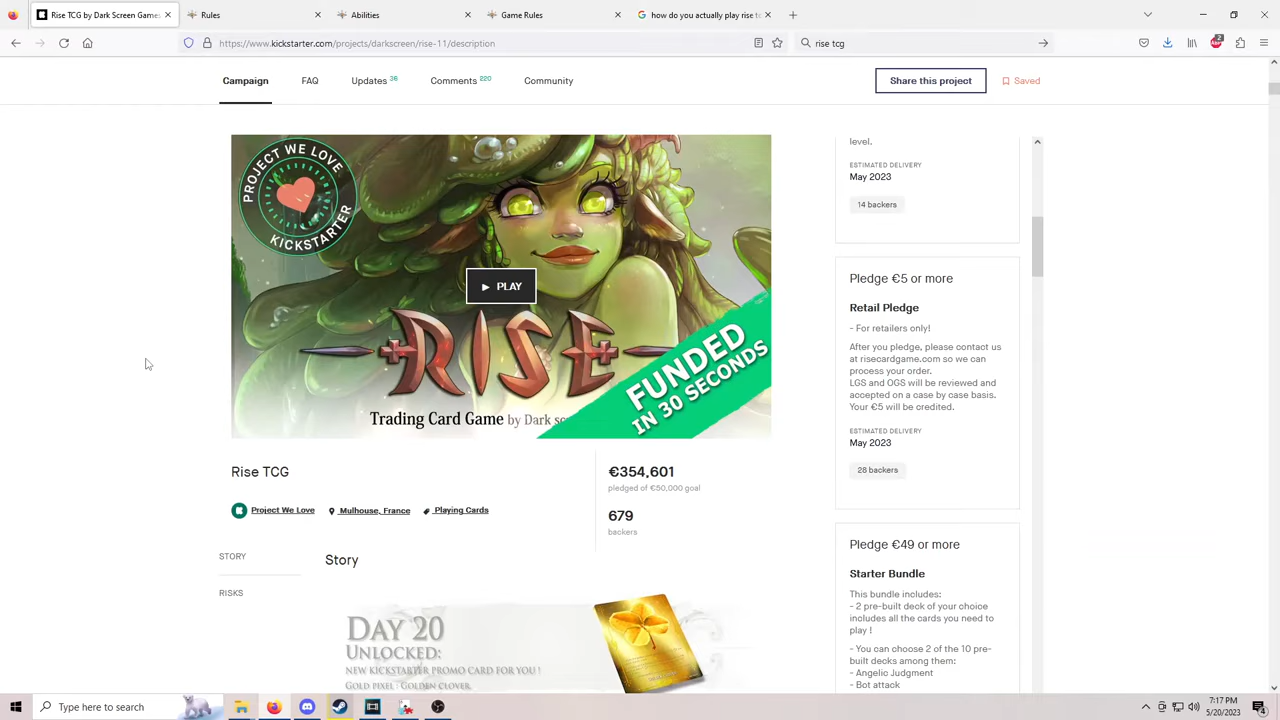 Rise TCG by Dark Screen Games
Rules
Abilities
Game Rules
how do you actually play rise t
https://www.kickstarter.com/projects/darkscreen/rise-11/description
rise tcg
2
Campaign
FAQ
Updates 36
Comments 220
Community
Share this project
Saved
PROJECT WE LOVE
KICKSTARTER
PLAY
RISE
FUNDED
IN 30 SECONDS
Trading Card Game by Dark sc
Rise TCG
€354,601
pledged of €50,000 goal
Project We Love
Mulhouse, France
Playing Cards
679
backers
STORY
RISKS
Story
DAY 20
UNLOCKED:
NEW KICKSTARTER PROMO CARD FOR YOU !
GOLD PIXEL : GOLDEN CLOVER
level.
ESTIMATED DELIVERY
May 2023
14 backers
Pledge €5 or more
Retail Pledge
- For retailers only!
After you pledge, please contact us
at risecardgame.com so we can
process your order.
LGS and OGS will be reviewed and
accepted on a case by case basis.
Your €5 will be credited.
ESTIMATED DELIVERY
May 2023
28 backers
Pledge €49 or more
Starter Bundle
This bundle includes:
- 2 pre-built deck of your choice
includes all the cards you need to
play !
- You can choose 2 of the 10 pre-
built decks among them:
- Angelic Judgment
- Bot attack
Type here to search
7:17 PM
5/20/2023
4